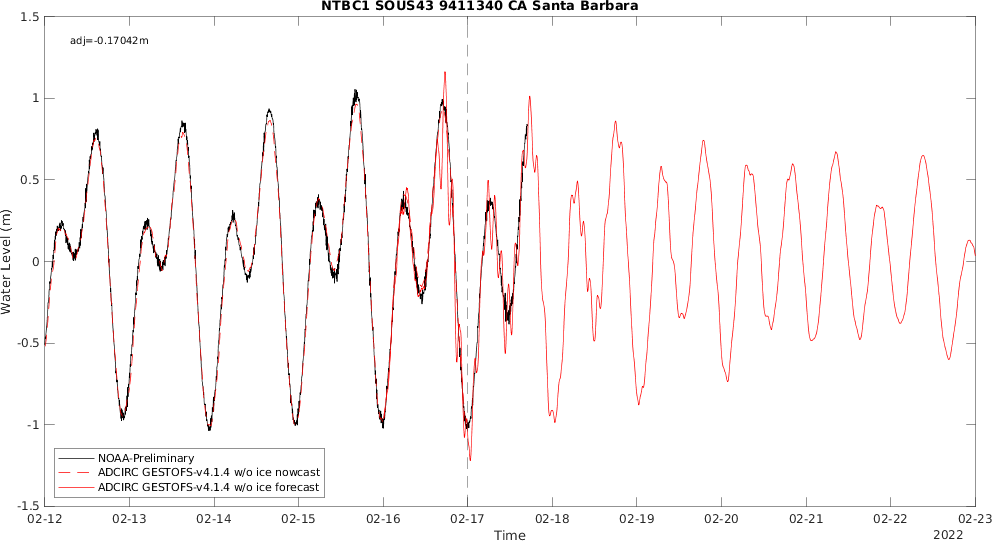 NTBC1 SOUS43 9411340 CA Santa Barbara
adj=-0.17042m
1.5
1
0.5
0
-0.5
-1
-1.5
Water Level (m)
NOAA-Preliminary
ADCIRC GESTOFS-v4.1.4 w/o ice nowcast
ADCIRC GESTOFS-v4.1.4 w/o ice forecast
02-12 02-13 02-14 02-15 02-16 02-17 02-18 02-19 02-20 02-21 02-22 02-23
Time
2022